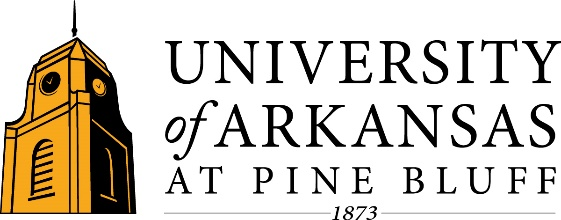 UNIVERSITY
of ARKANSAS
AT PINE BLUFF
1873